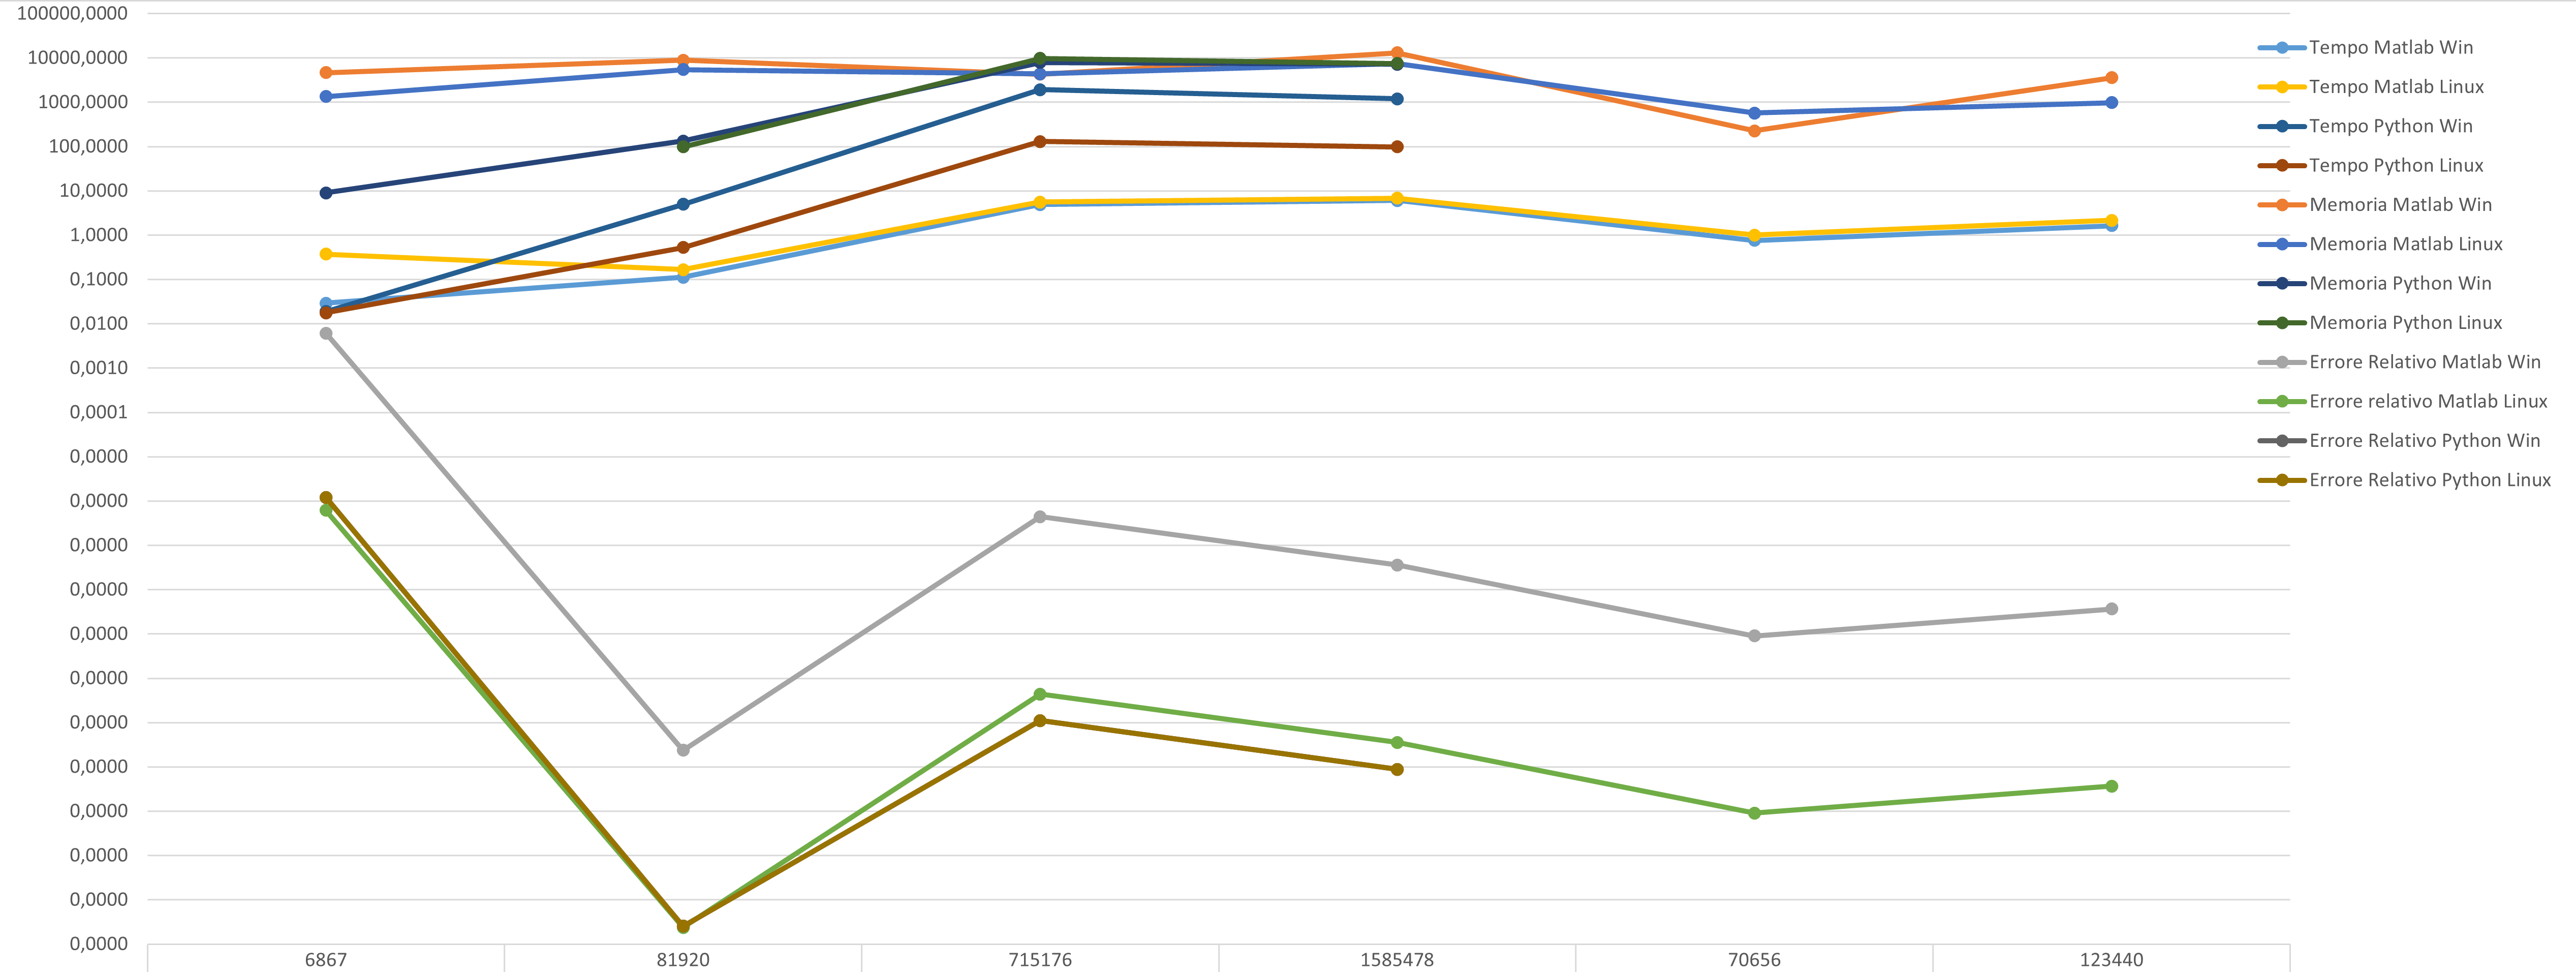 100000,0000
10000,0000
1000,0000
100,0000
10,0000
1,0000
0,1000
0,0100
0,0010
0,0001
0,0000
0,0000
0,0000
0,0000
0,0000
0,0000
0,0000
0,0000
0,0000
0,0000
0,0000
0,0000
6867 81920 715176 1585478 70656 123440
Tempo Matlab Win
Tempo Matlab Linux
Tempo Python Win
Tempo Python Linux
Memoria Matlab Win
Memoria Matlab Linux
Memoria Python Win
Memoria Python Linux
Errore Relativo Matlab Win
Errore relativo Matlab Linux
Errore Relativo Python Win
Errore Relativo Python Linux